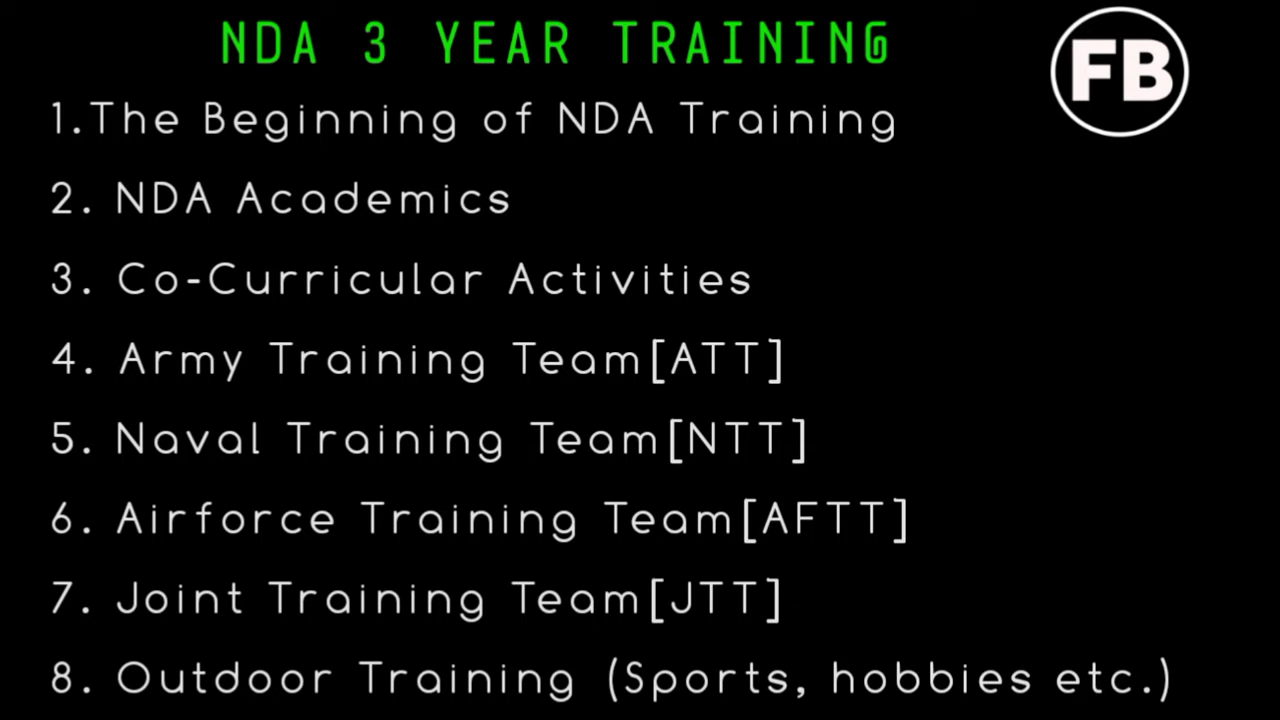 NDA 3 YEAR TRAINING
FB
1.The Beginning of NDA Training
2. NDA Academics
3. Co-Curricular Activities
4. Army Training Team[ATT]
5. Naval Training Team[NTT]
6. Airforce Training Team[AFTT]
7. Joint Training Team[JTT]
8. Outdoor Training (Sports, hobbies etc.)